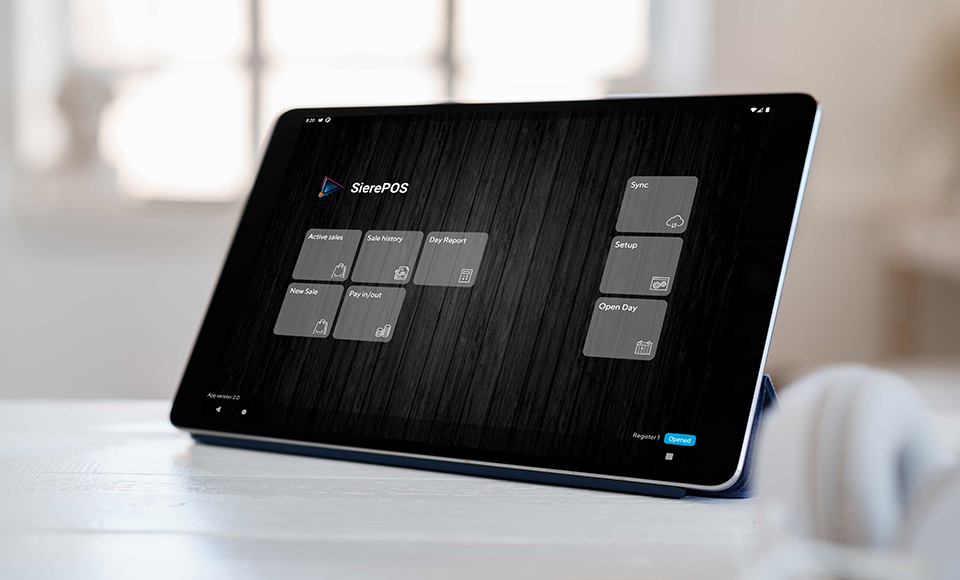 8:20
SierePOS
Active sales
Sale history
Day Report
New Sale
Pay in/out
Sync
Setup
Open Day
App version 2.0
Register 1
Opened